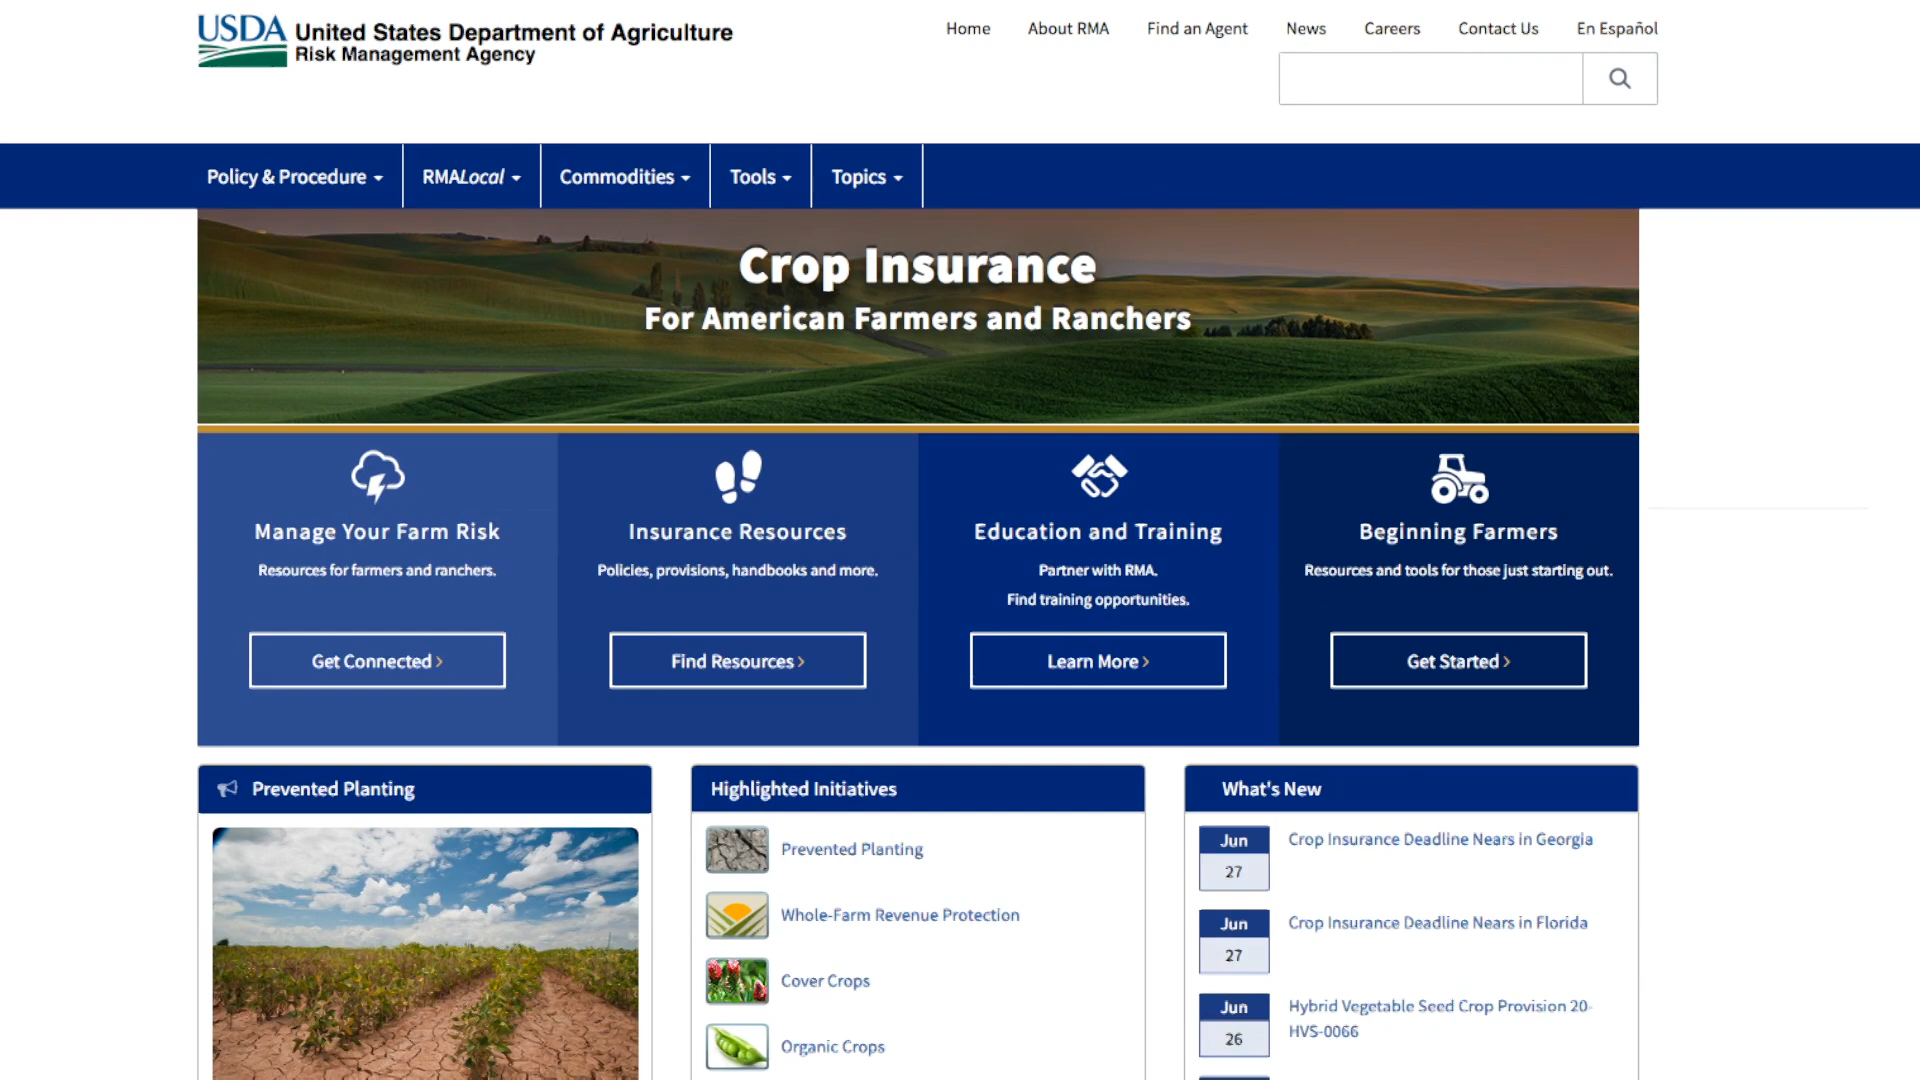 USDA United States Department of Agriculture
Risk Management Agency
Home About RMA Find an Agent News Careers Contact Us En Español
Policy & Procedure RMALocal Commodities Tools Topics
Crop Insurance
For American Farmers and Ranchers
Manage Your Farm Risk
Resources for farmers and ranchers.
Get Connected ›
Insurance Resources
Policies, provisions, handbooks and more.
Find Resources ›
Education and Training
Partner with RMA.
Find training opportunities.
Learn More ›
Beginning Farmers
Resources and tools for those just starting out.
Get Started ›
Prevented Planting
Highlighted Initiatives
Prevented Planting
Whole-Farm Revenue Protection
Cover Crops
Organic Crops
What's New
Jun
27
Crop Insurance Deadline Nears in Georgia
Jun
27
Crop Insurance Deadline Nears in Florida
Jun
26
Hybrid Vegetable Seed Crop Provision 20-
HVS-0066